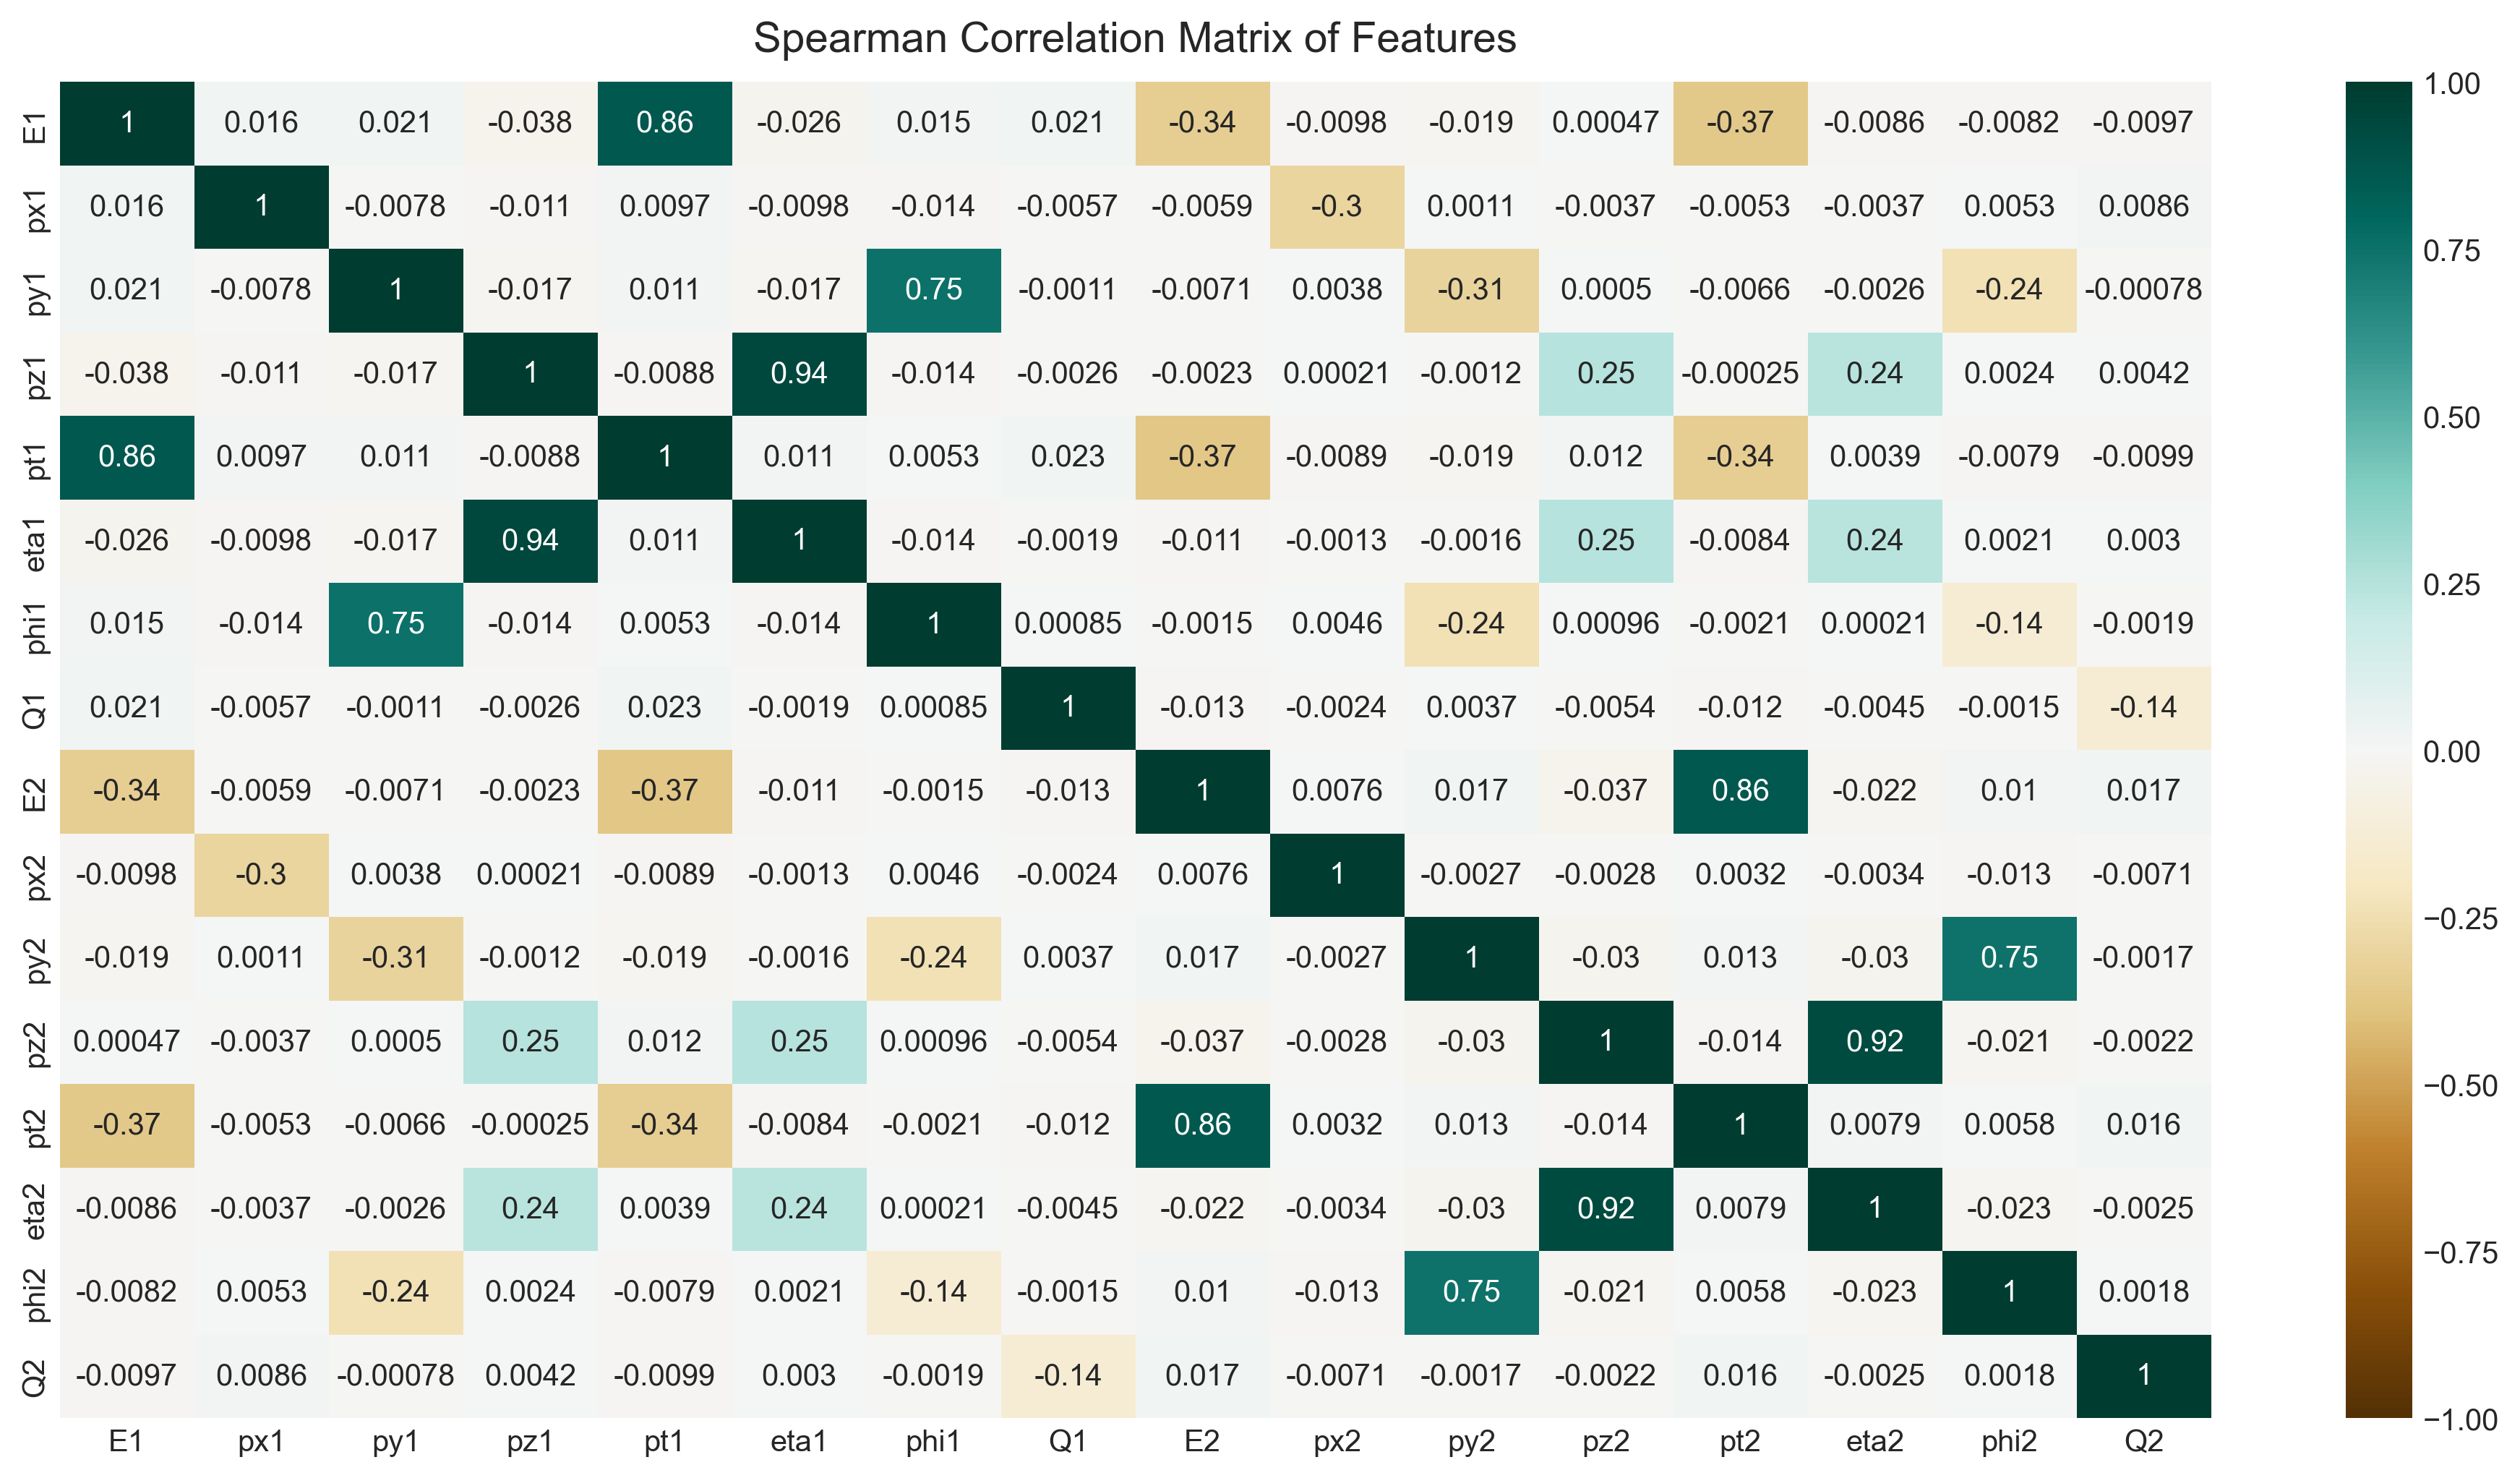 Spearman Correlation Matrix of Features
E1 1 0.016 0.021 -0.038 0.86 -0.026 0.015 0.021 -0.34 -0.0098 -0.019 0.00047 -0.37 -0.0086 -0.0082 -0.0097
px1 0.016 1 -0.0078 -0.011 0.0097 -0.0098 -0.014 -0.0057 -0.0059 -0.3 0.0011 -0.0037 -0.0053 -0.0037 0.0053 0.0086
py1 0.021 -0.0078 1 -0.017 0.011 -0.017 0.75 -0.0011 -0.0071 0.0038 -0.31 0.0005 -0.0066 -0.0026 -0.24 -0.00078
pz1 -0.038 -0.011 -0.017 1 -0.0088 0.94 -0.014 -0.0026 -0.0023 0.00021 -0.0012 0.25 -0.00025 0.24 0.0024 0.0042
pt1 0.86 0.0097 0.011 -0.0088 1 0.011 0.0053 0.023 -0.37 -0.0089 -0.019 0.012 -0.34 0.0039 -0.0079 -0.0099
eta1 -0.026 -0.0098 -0.017 0.94 0.011 1 -0.014 -0.0019 -0.011 -0.0013 -0.0016 0.25 -0.0084 0.24 0.0021 0.003
phi1 0.015 -0.014 0.75 -0.014 0.0053 -0.014 1 0.00085 -0.0015 0.0046 -0.24 0.00096 -0.0021 0.00021 -0.14 -0.0019
Q1 0.021 -0.0057 -0.0011 -0.0026 0.023 -0.0019 0.00085 1 -0.013 -0.0024 0.0037 -0.0054 -0.012 -0.0045 -0.0015 -0.14
E2 -0.34 -0.0059 -0.0071 -0.0023 -0.37 -0.011 -0.0015 -0.013 1 0.0076 0.017 -0.037 0.86 -0.022 0.01 0.017
px2 -0.0098 -0.3 0.0038 0.00021 -0.0089 -0.0013 0.0046 -0.0024 0.0076 1 -0.0027 -0.0028 0.0032 -0.0034 -0.013 -0.0071
py2 -0.019 0.0011 -0.31 -0.0012 -0.019 -0.0016 -0.24 0.0037 0.017 -0.0027 1 -0.03 0.013 -0.03 0.75 -0.0017
pz2 0.00047 -0.0037 0.0005 0.25 0.012 0.25 0.00096 -0.0054 -0.037 -0.0028 -0.03 1 -0.014 0.92 -0.021 -0.0022
pt2 -0.37 -0.0053 -0.0066 -0.00025 -0.34 -0.0084 -0.0021 -0.012 0.86 0.0032 0.013 -0.014 1 0.0079 0.0058 0.016
eta2 -0.0086 -0.0037 -0.0026 0.24 0.0039 0.24 0.00021 -0.0045 -0.022 -0.0034 -0.03 0.92 0.0079 1 -0.023 -0.0025
phi2 -0.0082 0.0053 -0.24 0.0024 -0.0079 0.0021 -0.14 -0.0015 0.01 -0.013 0.75 -0.021 0.0058 -0.023 1 0.0018
Q2 -0.0097 0.0086 -0.00078 0.0042 -0.0099 0.003 -0.0019 -0.14 0.017 -0.0071 -0.0017 -0.0022 0.016 -0.0025 0.0018 1
E1 px1 py1 pz1 pt1 eta1 phi1 Q1 E2 px2 py2 pz2 pt2 eta2 phi2 Q2
1.00
0.75
0.50
0.25
0.00
−0.25
−0.50
−0.75
−1.00